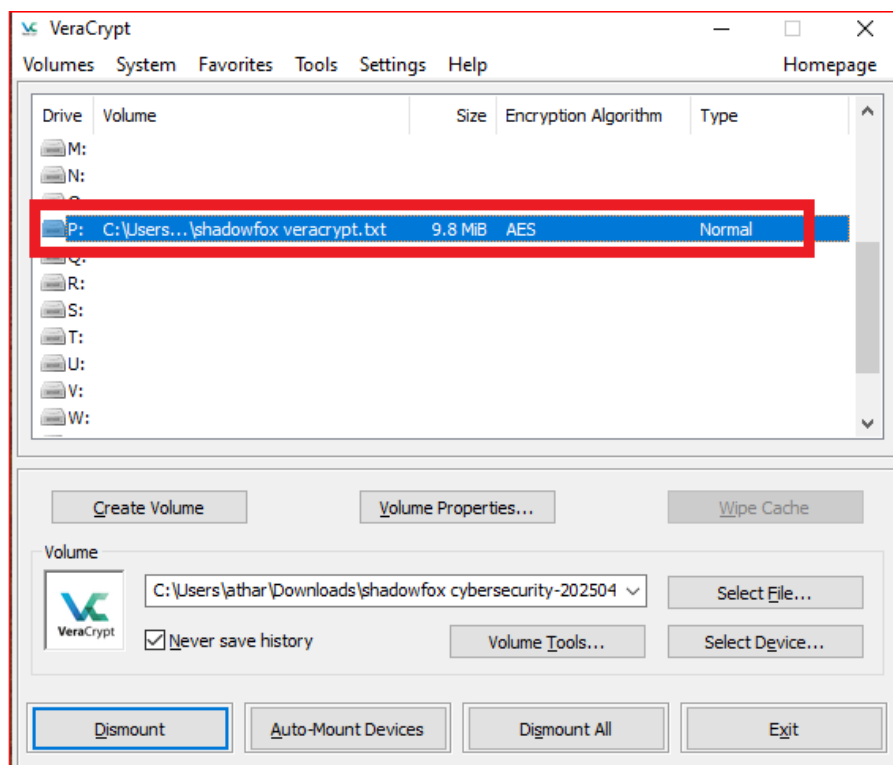 VeraCrypt
Volumes System Favorites Tools Settings Help Homepage
Drive Volume Size Encryption Algorithm Type
M:
N:
P: C:\Users...\shadowfox veracrypt.txt 9.8 MiB AES Normal
Q:
R:
S:
T:
U:
V:
W:
Create Volume Volume Properties... Wipe Cache
Volume
C:\Users\athar\Downloads\shadowfox cybersecurity-202504 Select File...
VeraCrypt
Never save history Volume Tools... Select Device...
Dismount Auto-Mount Devices Dismount All Exit